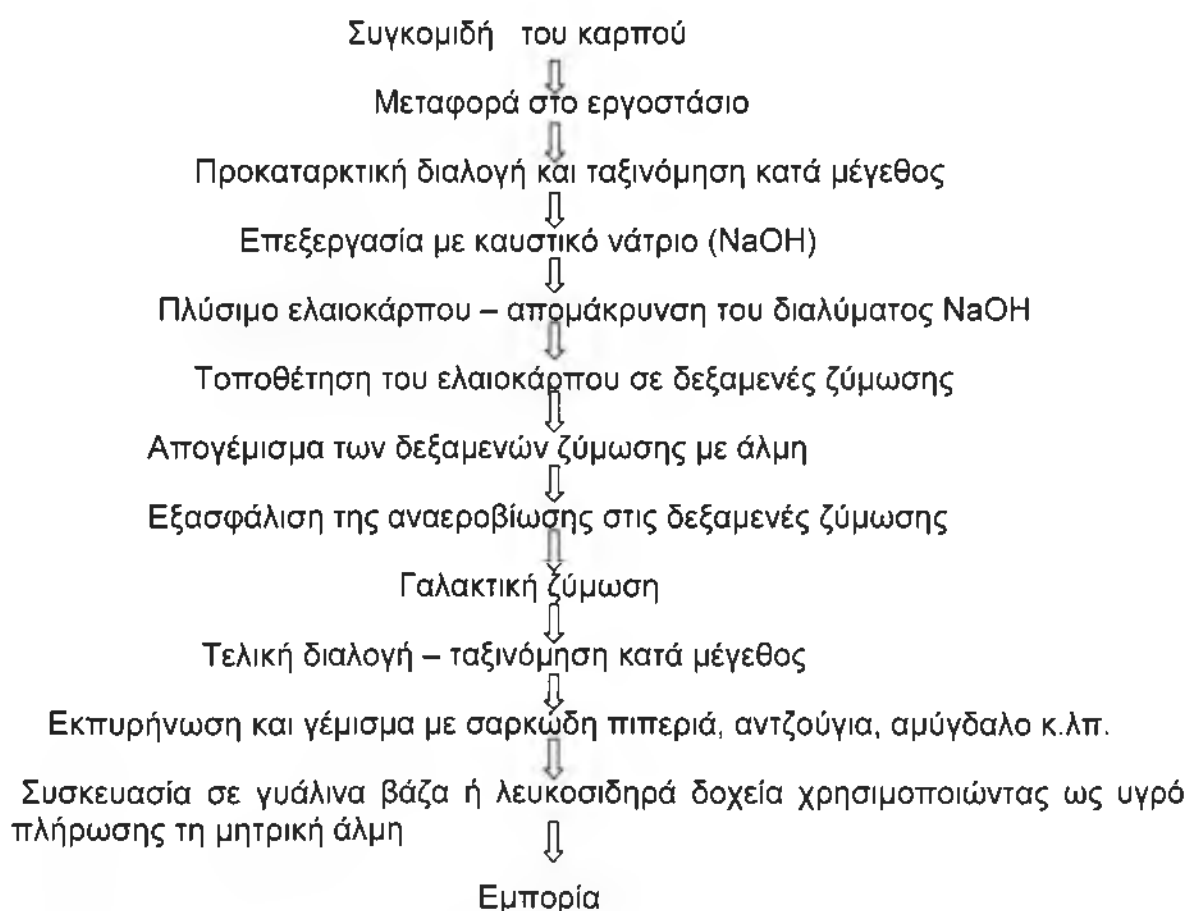 Συγκομιδή του καρπού
Μεταφορά στο εργοστάσιο
Προκαταρκτική διαλογή και ταξινόμηση κατά μέγεθος
Επεξεργασία με καυστικό νάτριο (NaOH)
Πλύσιμο ελαιοκάρπου – απομάκρυνση του διαλύματος NaOH
Τοποθέτηση του ελαιοκάρπου σε δεξαμενές ζύμωσης
Απογέμισμα των δεξαμενών ζύμωσης με άλμη
Εξασφάλιση της αναεροβίωσης στις δεξαμενές ζύμωσης
Γαλακτική ζύμωση
Τελική διαλογή – ταξινόμηση κατά μέγεθος
Εκπυρήνωση και γέμισμα με σαρκώδη πιπεριά, αντζούγια, αμύγδαλο κ.λπ.
Συσκευασία σε γυάλινα βάζα ή λευκοσιδηρά δοχεία χρησιμοποιώντας ως υγρό
πλήρωσης τη μητρική άλμη
Εμπορία